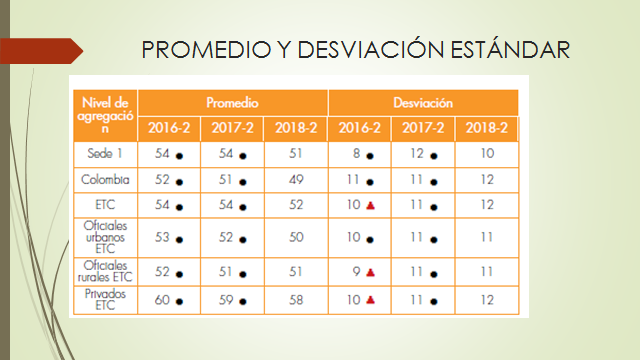 PROMEDIO Y DESVIACIÓN ESTÁNDAR
Nivel de agregació n Promedio Desviación
2016-2 2017-2 2018-2 2016-2 2017-2 2018-2
Sede 1 54 ● 54 ● 51 8 ● 12 ● 10
Colombia 52 ● 51 ● 49 11 ● 11 ● 12
ETC 54 ● 54 ● 52 10 ▲ 11 ● 12
Oficiales urbanos ETC 53 ● 52 ● 50 10 ● 11 ● 11
Oficiales rurales ETC 52 ● 51 ● 51 9 ▲ 11 ● 11
Privados ETC 60 ● 59 ● 58 10 ▲ 11 ● 12